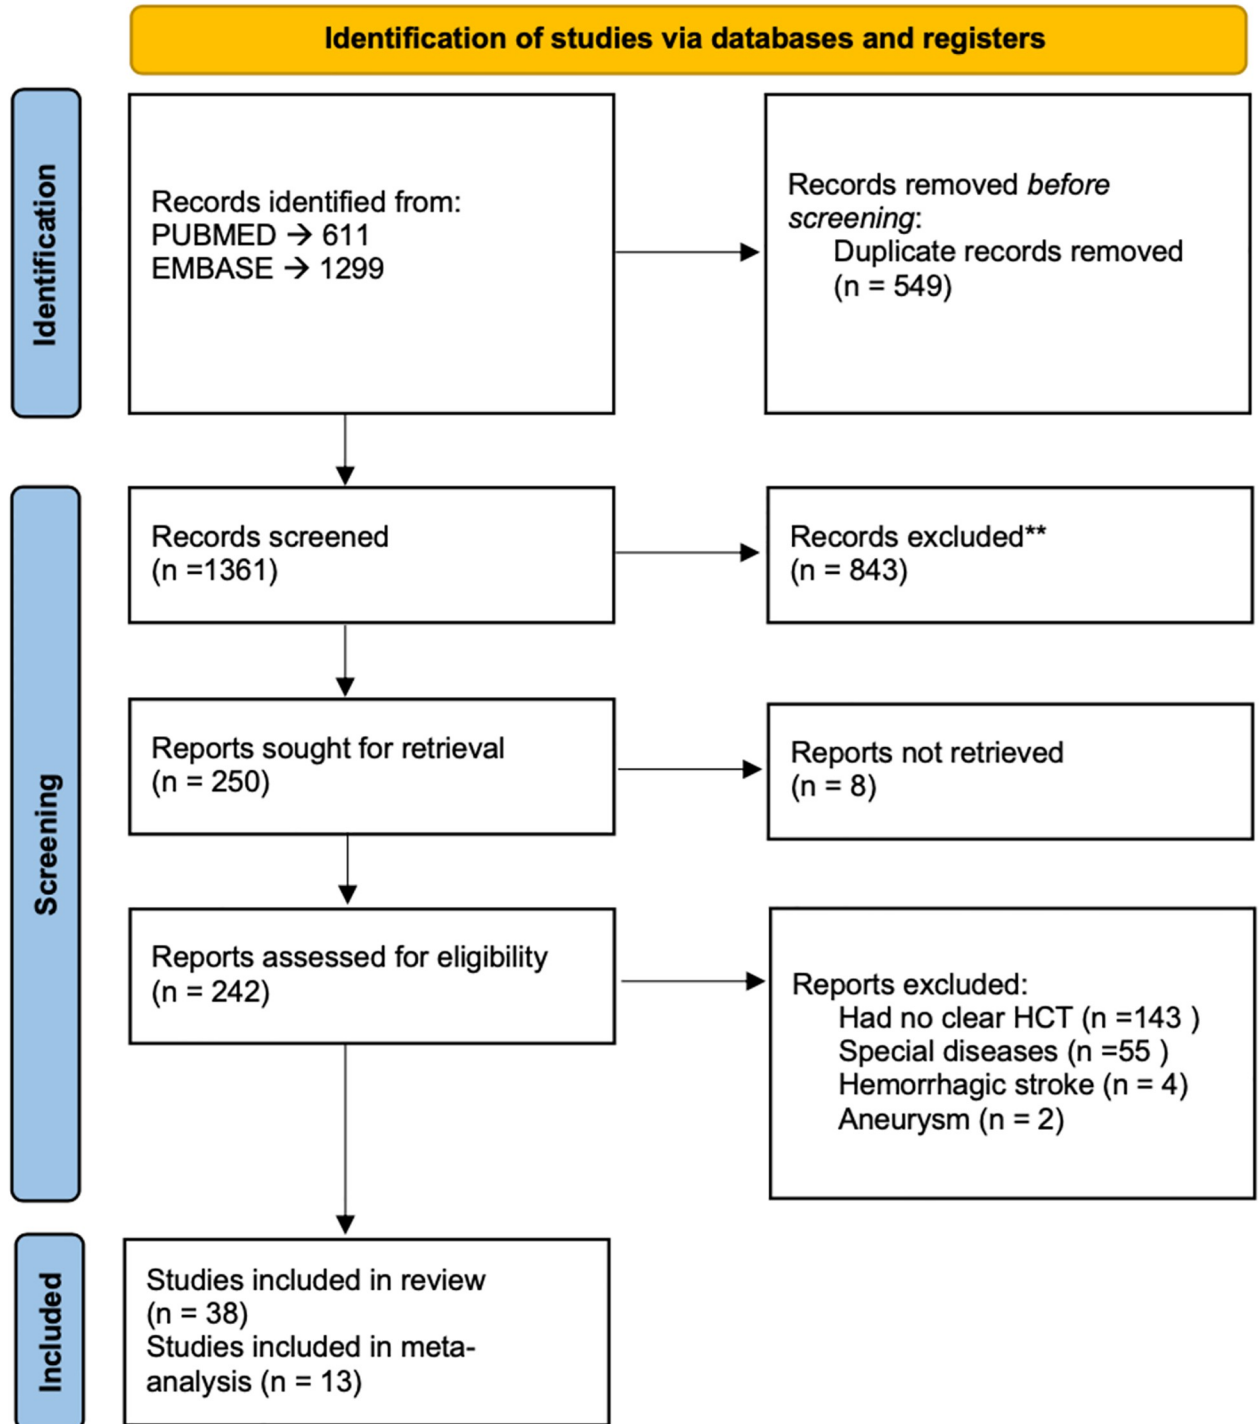 Identification of studies via databases and registers
Identification
Records identified from:
PUBMED → 611
EMBASE → 1299
Records removed before
screening:
Duplicate records removed
(n = 549)
Screening
Records screened
(n =1361)
Records excluded**
(n = 843)
Reports sought for retrieval
(n = 250)
Reports not retrieved
(n = 8)
Reports assessed for eligibility
(n = 242)
Reports excluded:
Had no clear HCT (n =143 )
Special diseases (n =55 )
Hemorrhagic stroke (n = 4)
Aneurysm (n = 2)
Included
Studies included in review
(n = 38)
Studies included in meta-
analysis (n = 13)